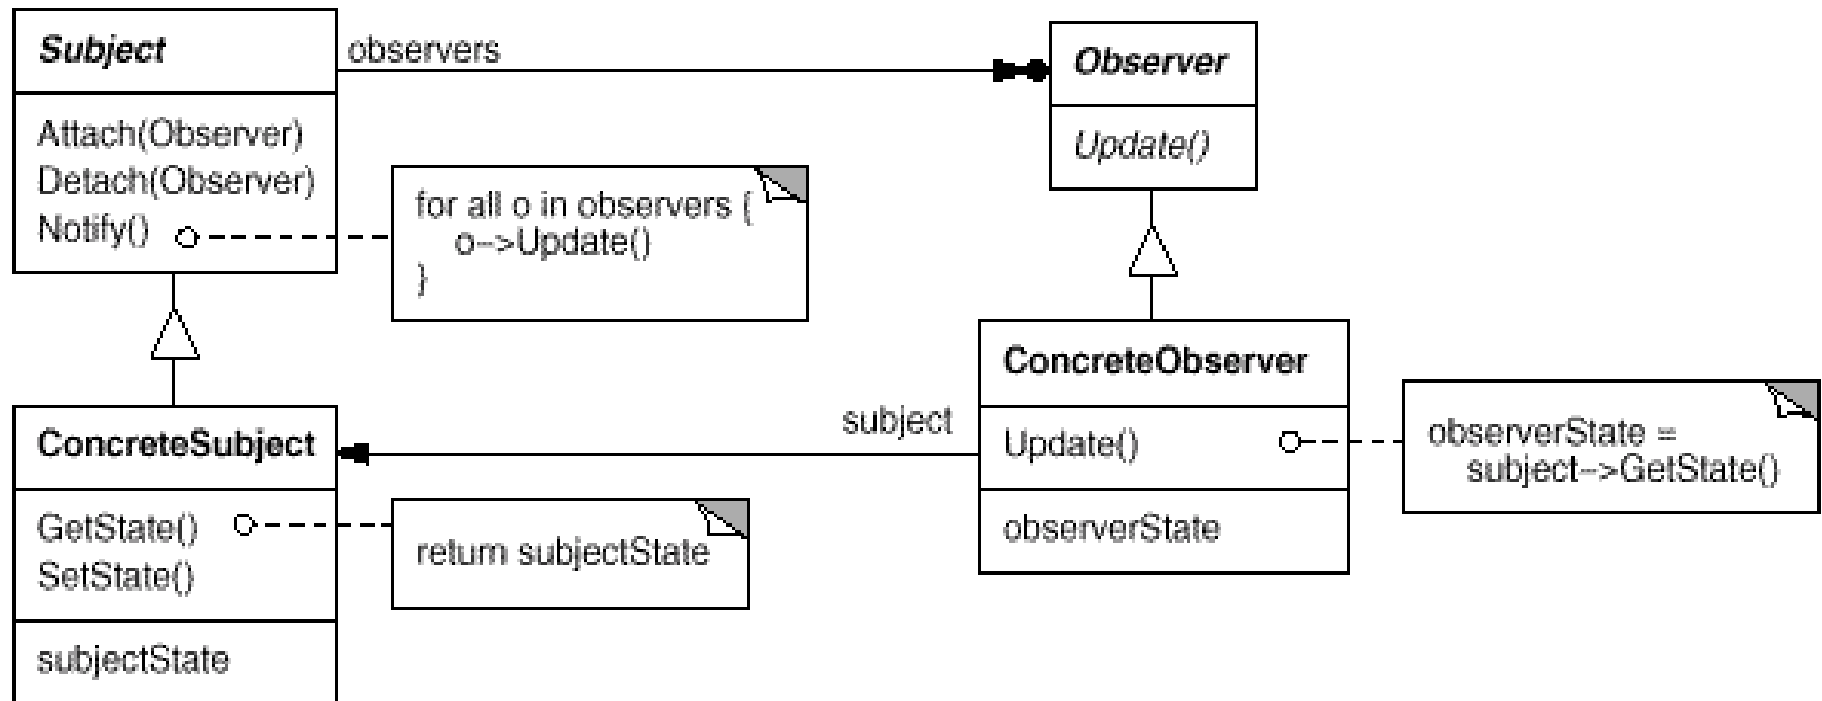 Subject
observers
Observer
Attach(Observer)
Detach(Observer)
Notify()
Update()
for all o in observers {
o−>Update()
}
ConcreteObserver
ConcreteSubject
subject
Update()
observerState =
subject−>GetState()
GetState()
SetState()
return subjectState
observerState
subjectState